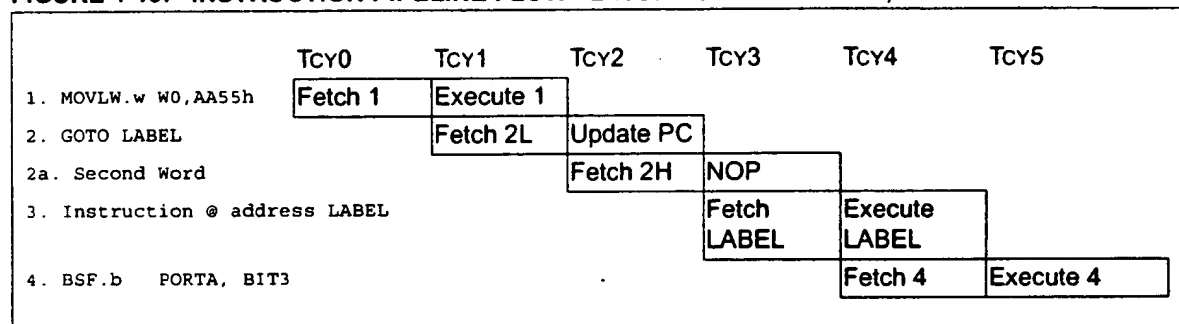 TCY0 TCY1 TCY2 TCY3 TCY4 TCY5
1. MOVLW.w W0,AA55h Fetch 1 Execute 1
2. GOTO LABEL Fetch 2L Update PC
2a. Second Word Fetch 2H NOP
3. Instruction @ address LABEL Fetch LABEL Execute LABEL
4. BSF.b PORTA, BIT3 Fetch 4 Execute 4